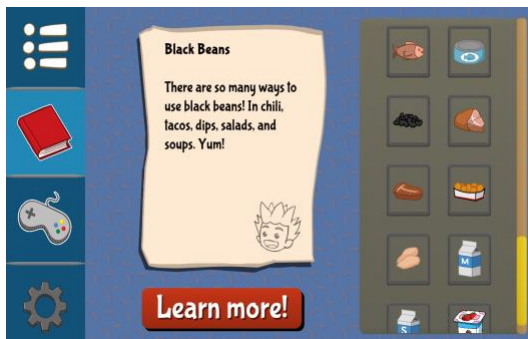 Black Beans
There are so many ways to
use black beans! In chili,
tacos, dips, salads, and
soups. Yum!
Learn more!
M
S